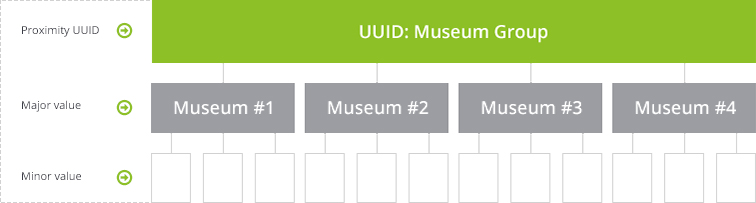 Proximity UUID
UUID: Museum Group
Major value
Museum #1
Museum #2
Museum #3
Museum #4
Minor value